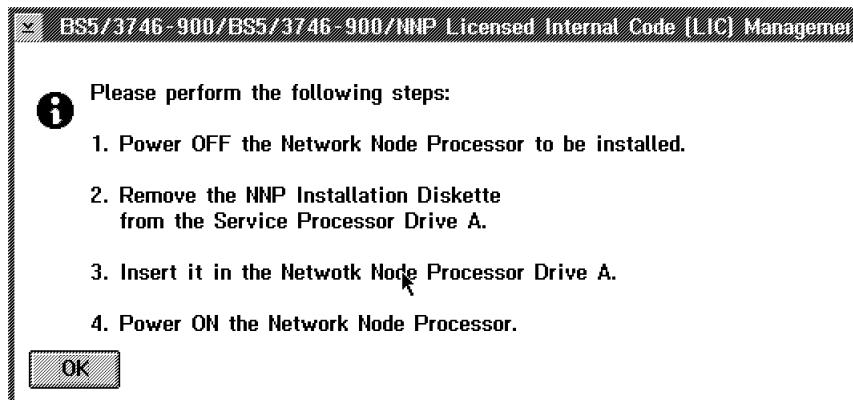 BS5/3746-900/BS5/3746-900/NNP Licensed Internal Code (LIC) Managemer
Please perform the following steps:
1. Power OFF the Network Node Processor to be installed.
2. Remove the NNP Installation Diskette
from the Service Processor Drive A.
3. Insert it in the Netwotk Node Processor Drive A.
4. Power ON the Network Node Processor.
OK